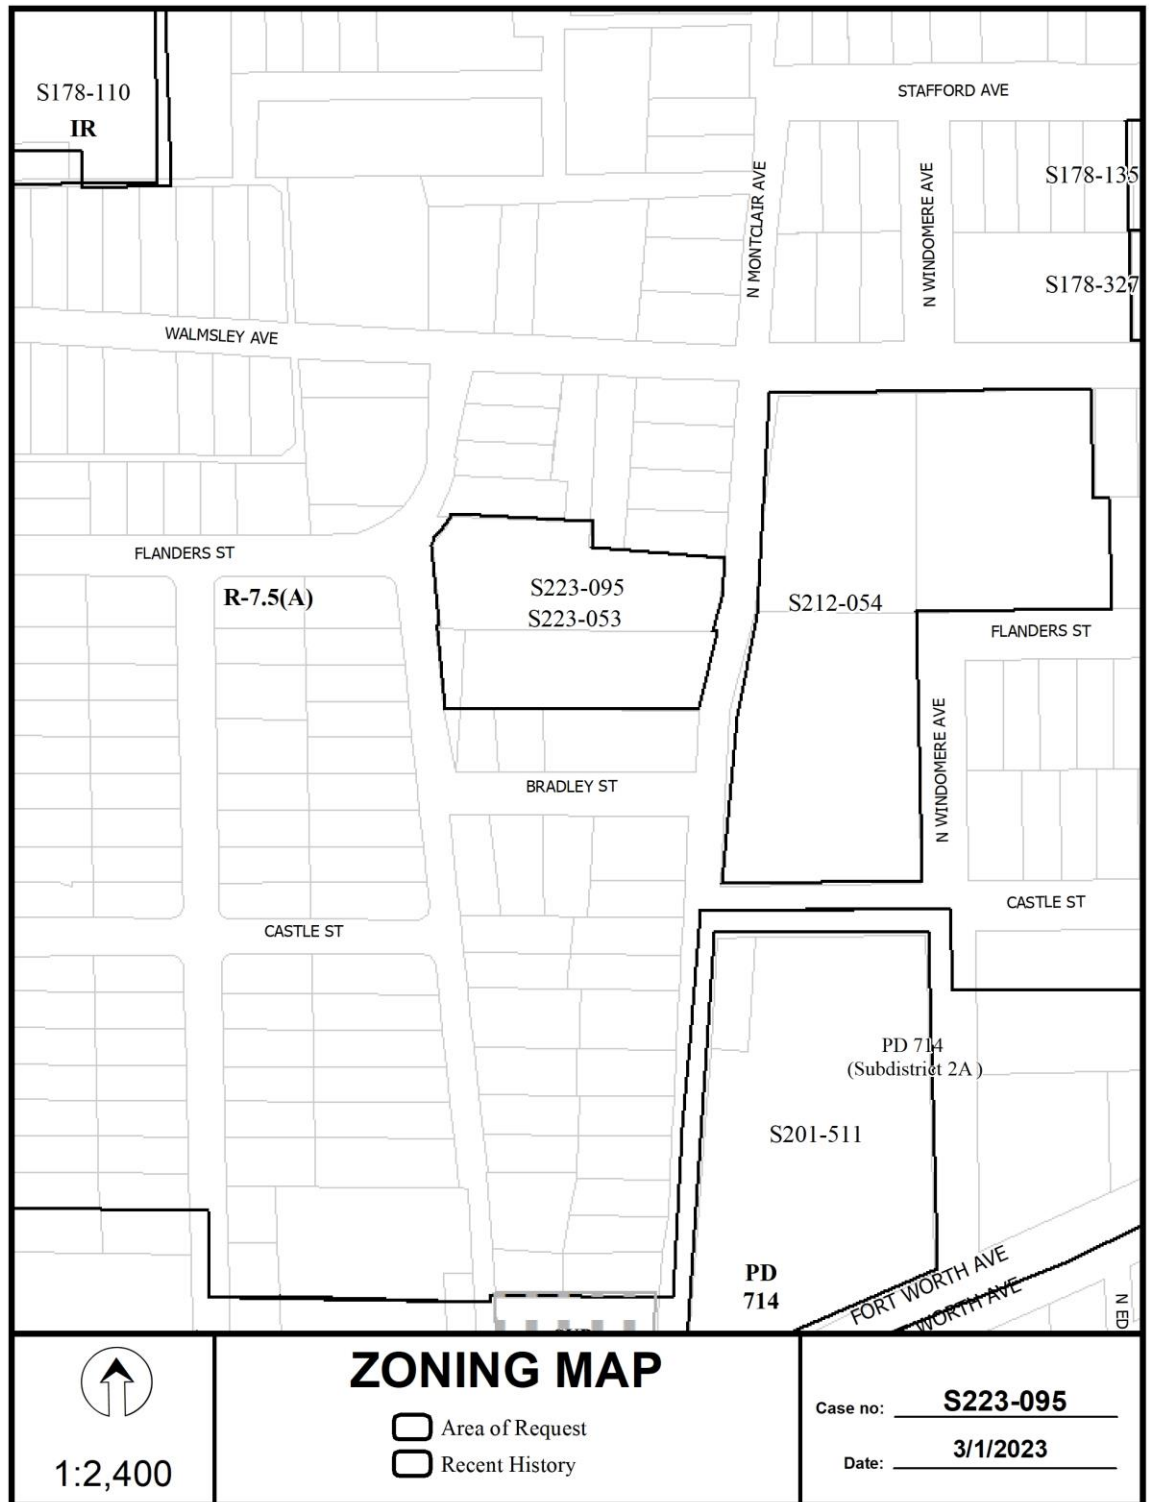 S178-110
IR
STAFFORD AVE
N MONTCLAIR AVE
N WINDOMERE AVE
S178-135
S178-327
WALMSLEY AVE
FLANDERS ST
R-7.5(A)
S223-095
S223-053
S212-054
FLANDERS ST
N WINDOMERE AVE
BRADLEY ST
CASTLE ST
CASTLE ST
PD 714
(Subdistrict 2A)
S201-511
PD
714
FORT WORTH AVE
WORTH AVE
N ED
1:2,400
ZONING MAP
Area of Request
Recent History
Case no: S223-095
Date: 3/1/2023